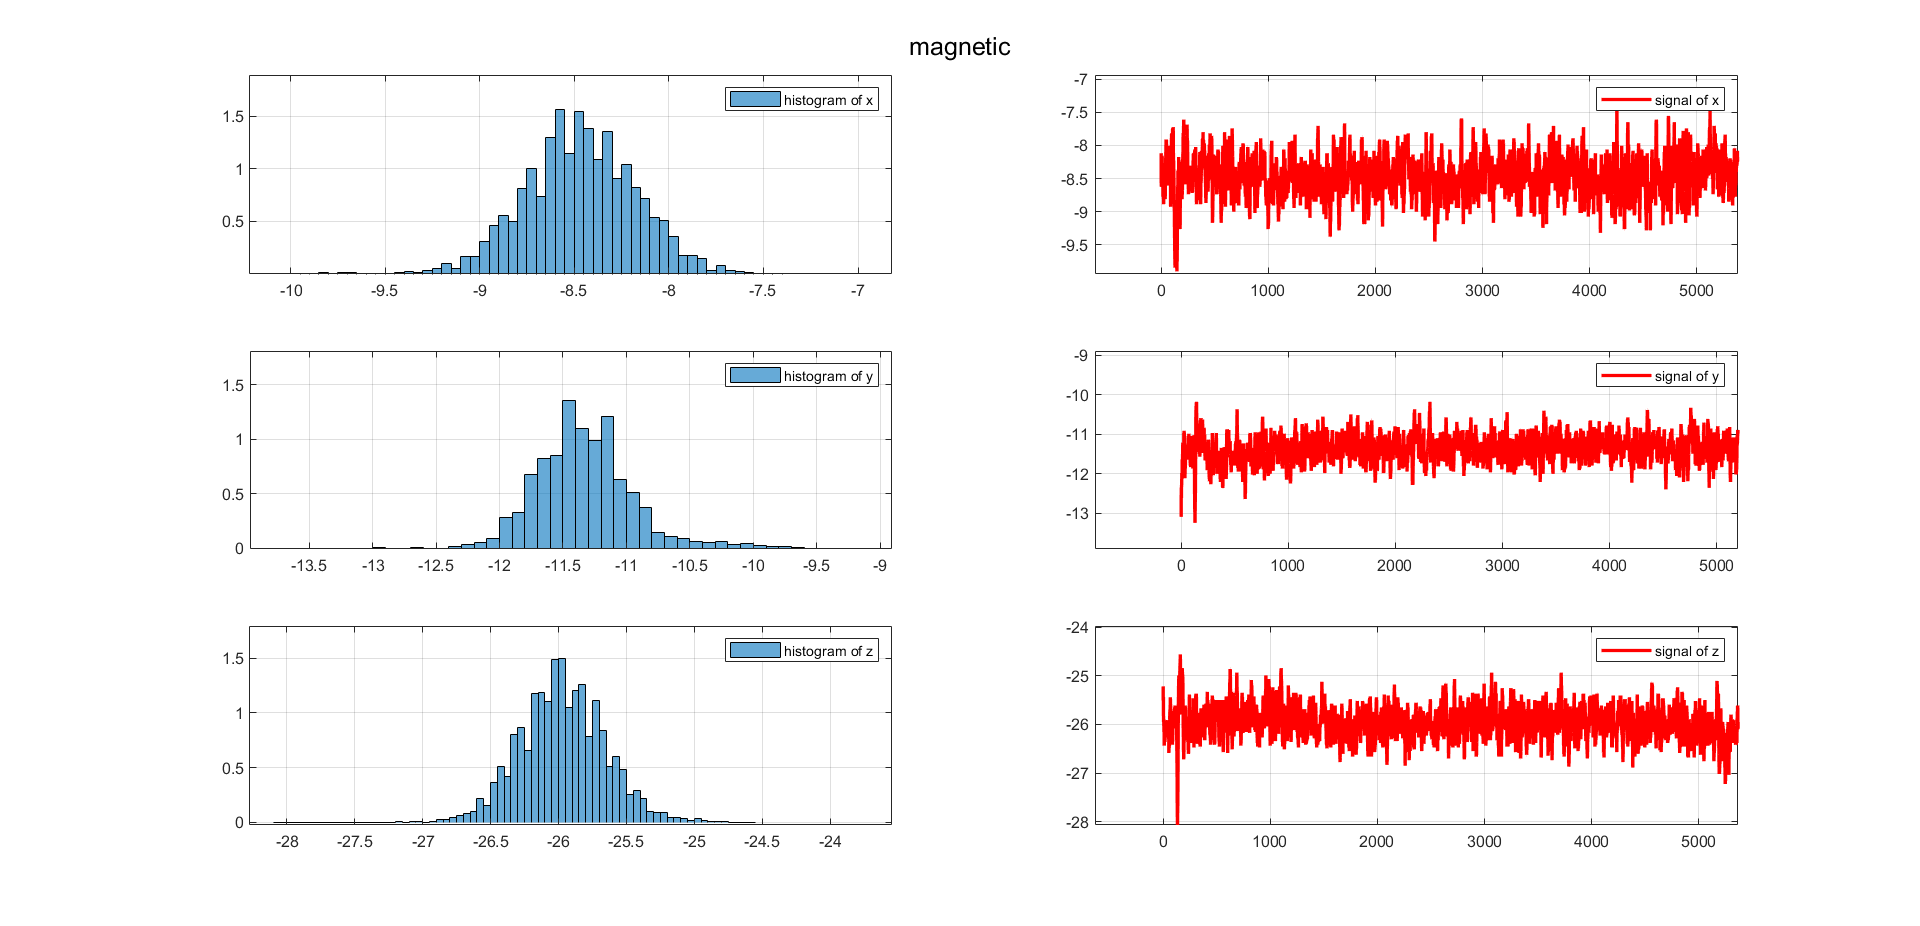 magnetic
histogram of x
1.5
1
0.5
-10 -9.5 -9 -8.5 -8 -7.5 -7
signal of x
-7
-7.5
-8
-8.5
-9
-9.5
0 1000 2000 3000 4000 5000
histogram of y
1.5
1
0.5
0
-13.5 -13 -12.5 -12 -11.5 -11 -10.5 -10 -9.5 -9
signal of y
-9
-10
-11
-12
-13
0 1000 2000 3000 4000 5000
histogram of z
1.5
1
0.5
0
-28 -27.5 -27 -26.5 -26 -25.5 -25 -24.5 -24
signal of z
-24
-25
-26
-27
-28
0 1000 2000 3000 4000 5000